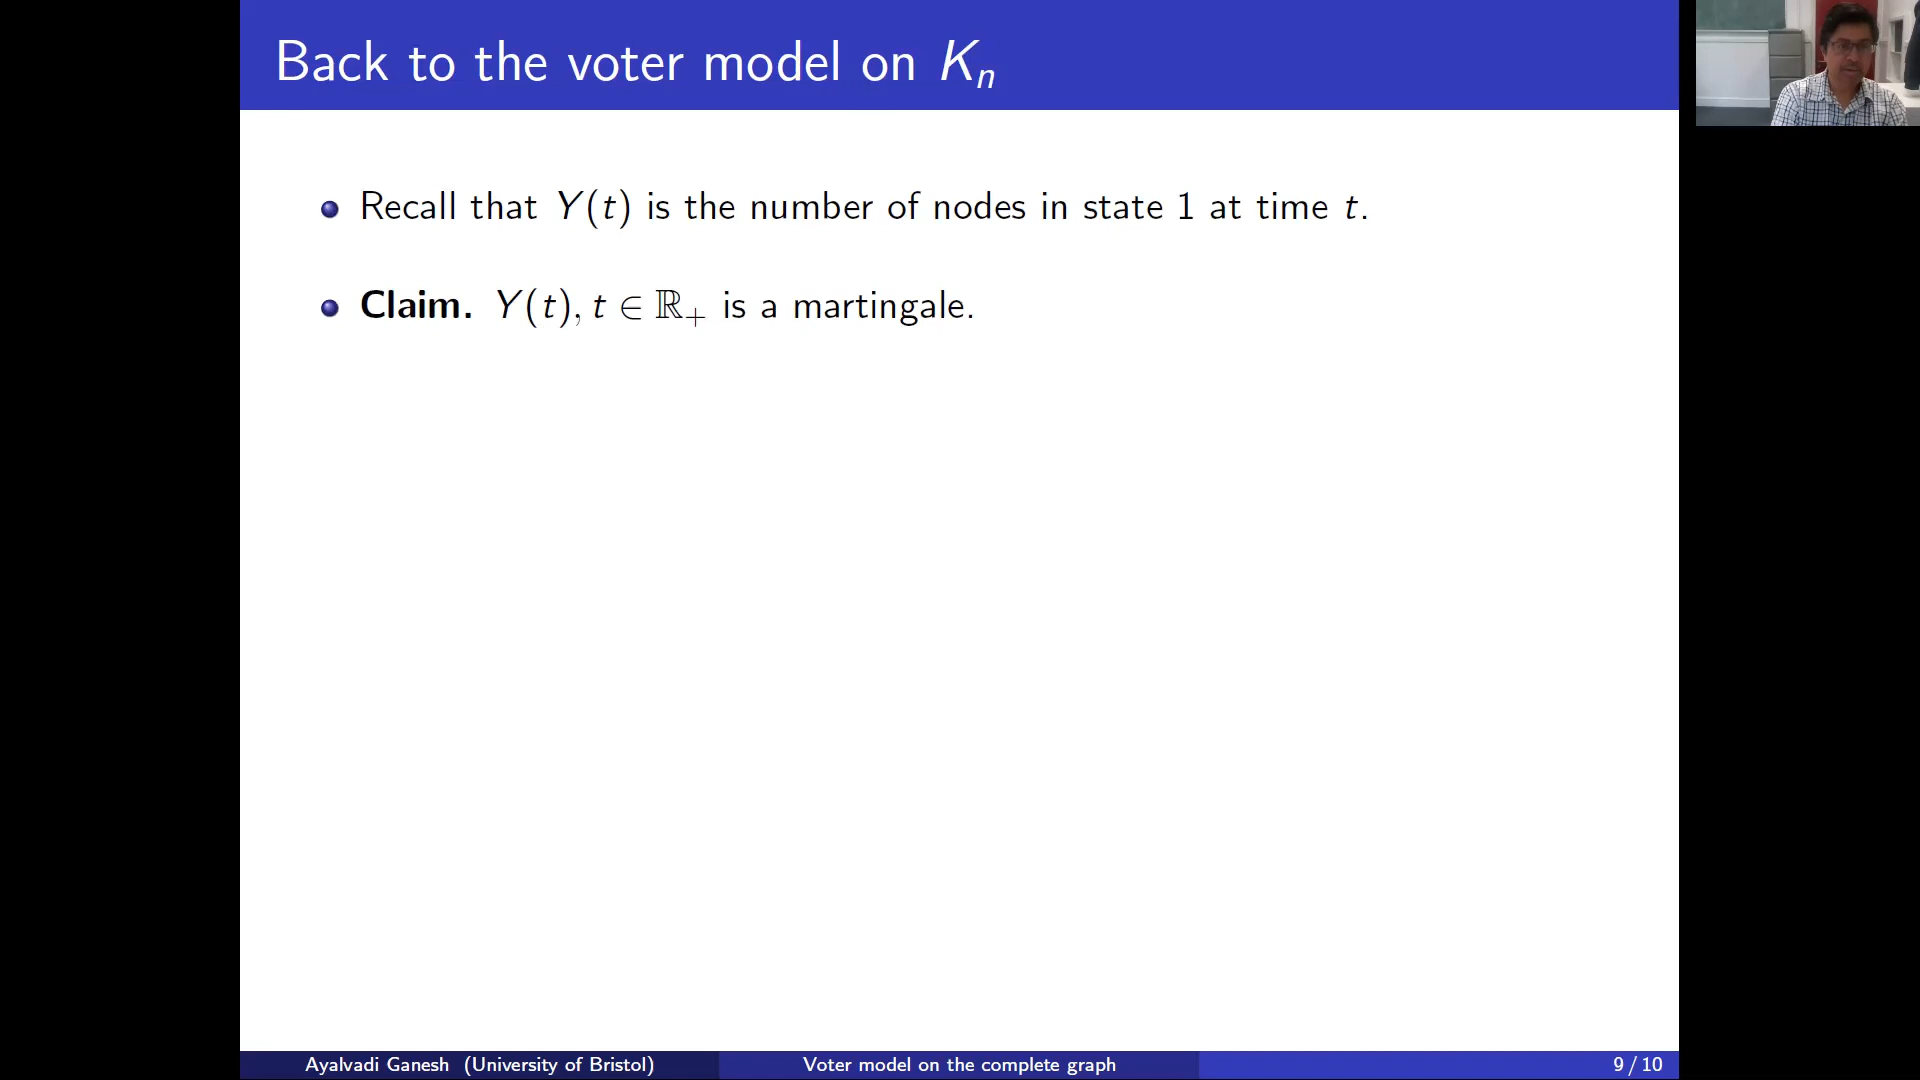 Back to the voter model on Kₙ
Recall that Y(t) is the number of nodes in state 1 at time t.
Claim. Y(t), t ∈ ℝ₊ is a martingale.
Ayalvadi Ganesh (University of Bristol)
Voter model on the complete graph
9 / 10